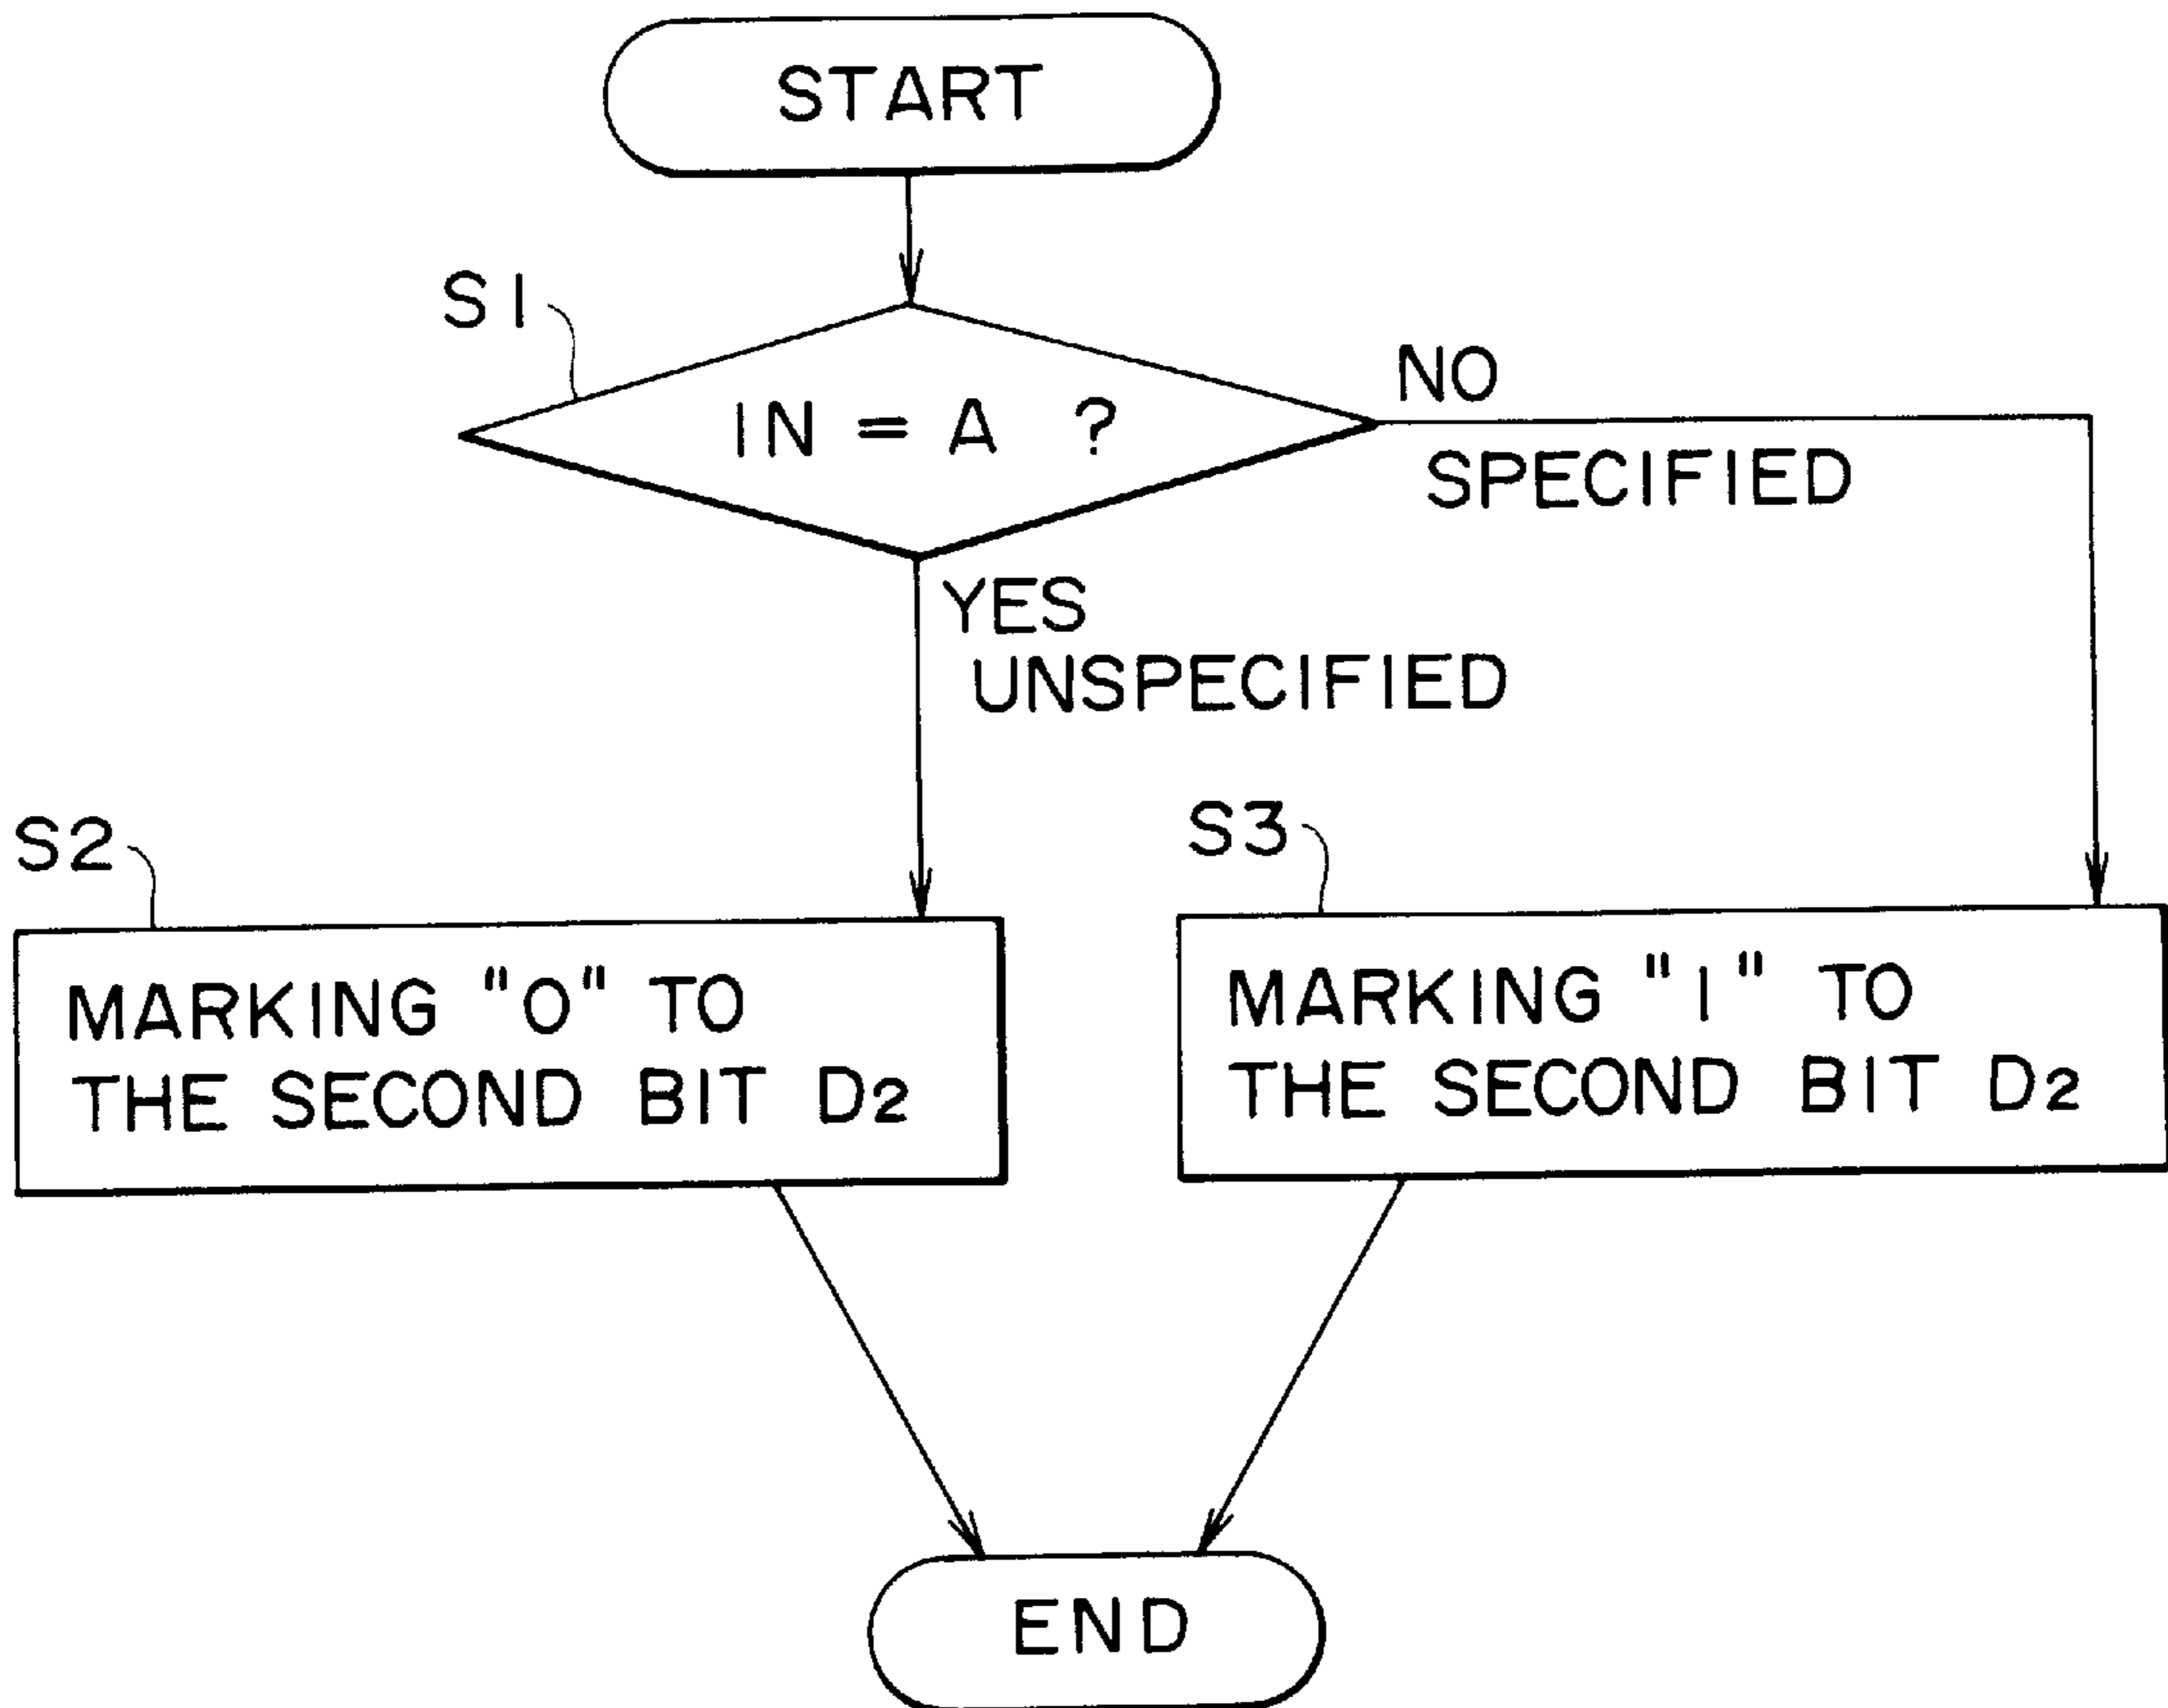 START
S1
IN = A ?
NO
SPECIFIED
YES
UNSPECIFIED
S2
S3
MARKING "0" TO
THE SECOND BIT D2
MARKING "1" TO
THE SECOND BIT D2
END